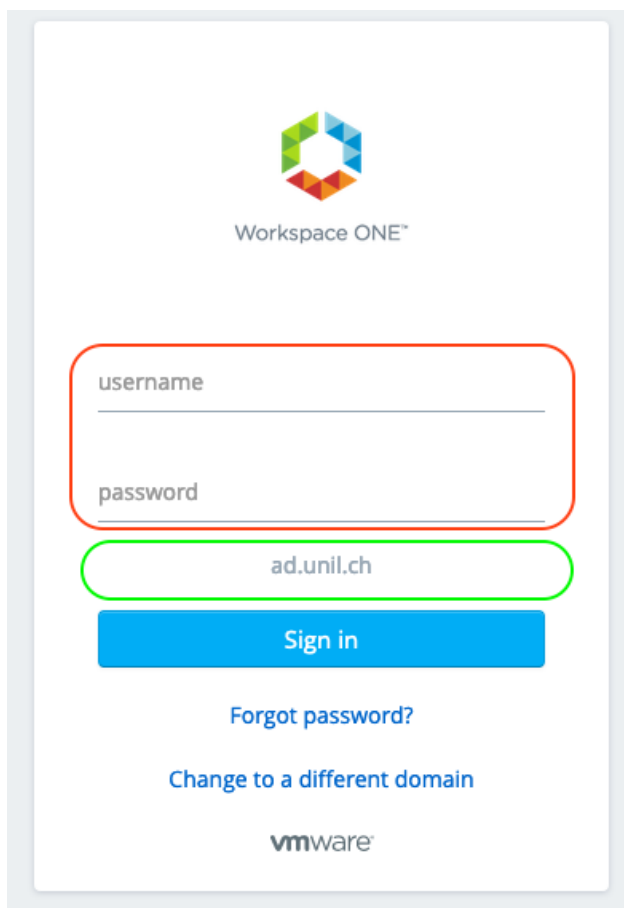 Workspace ONE™
username
password
ad.unil.ch
Sign in
Forgot password?
Change to a different domain
vmware®